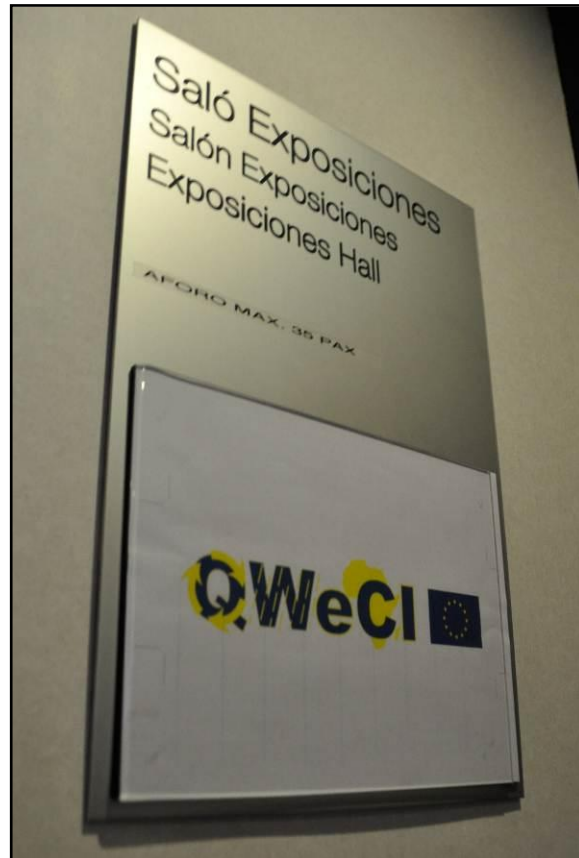 Saló Exposiciones
Salón Exposiciones
Exposiciones Hall
AFORO MAX. 35 PAX
QWeCI